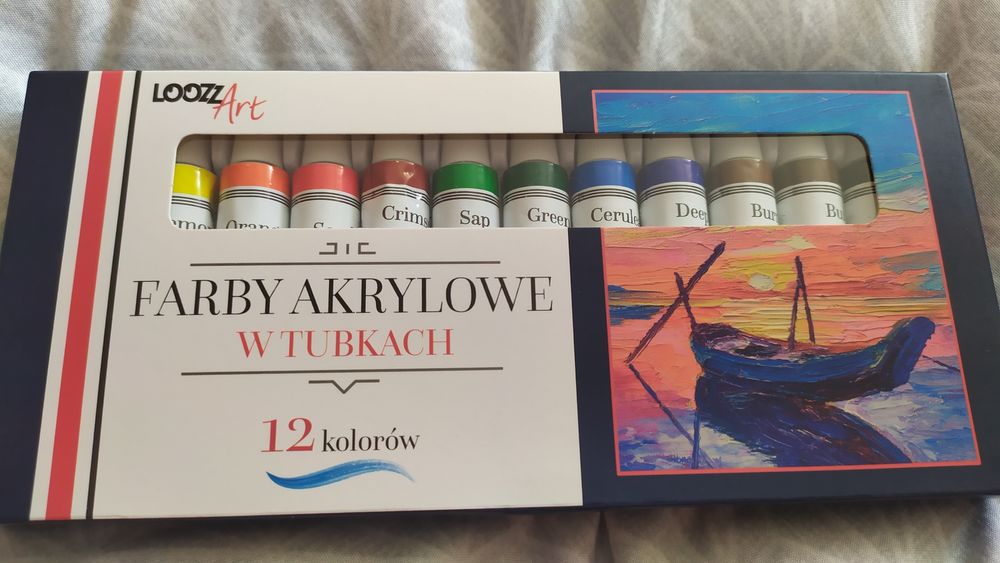 LOOZZ Art
Crims
Sap
Green
Cerule
Deep
Bur
Bu
FARBY AKRYLOWE
W TUBKACH
12 kolorów